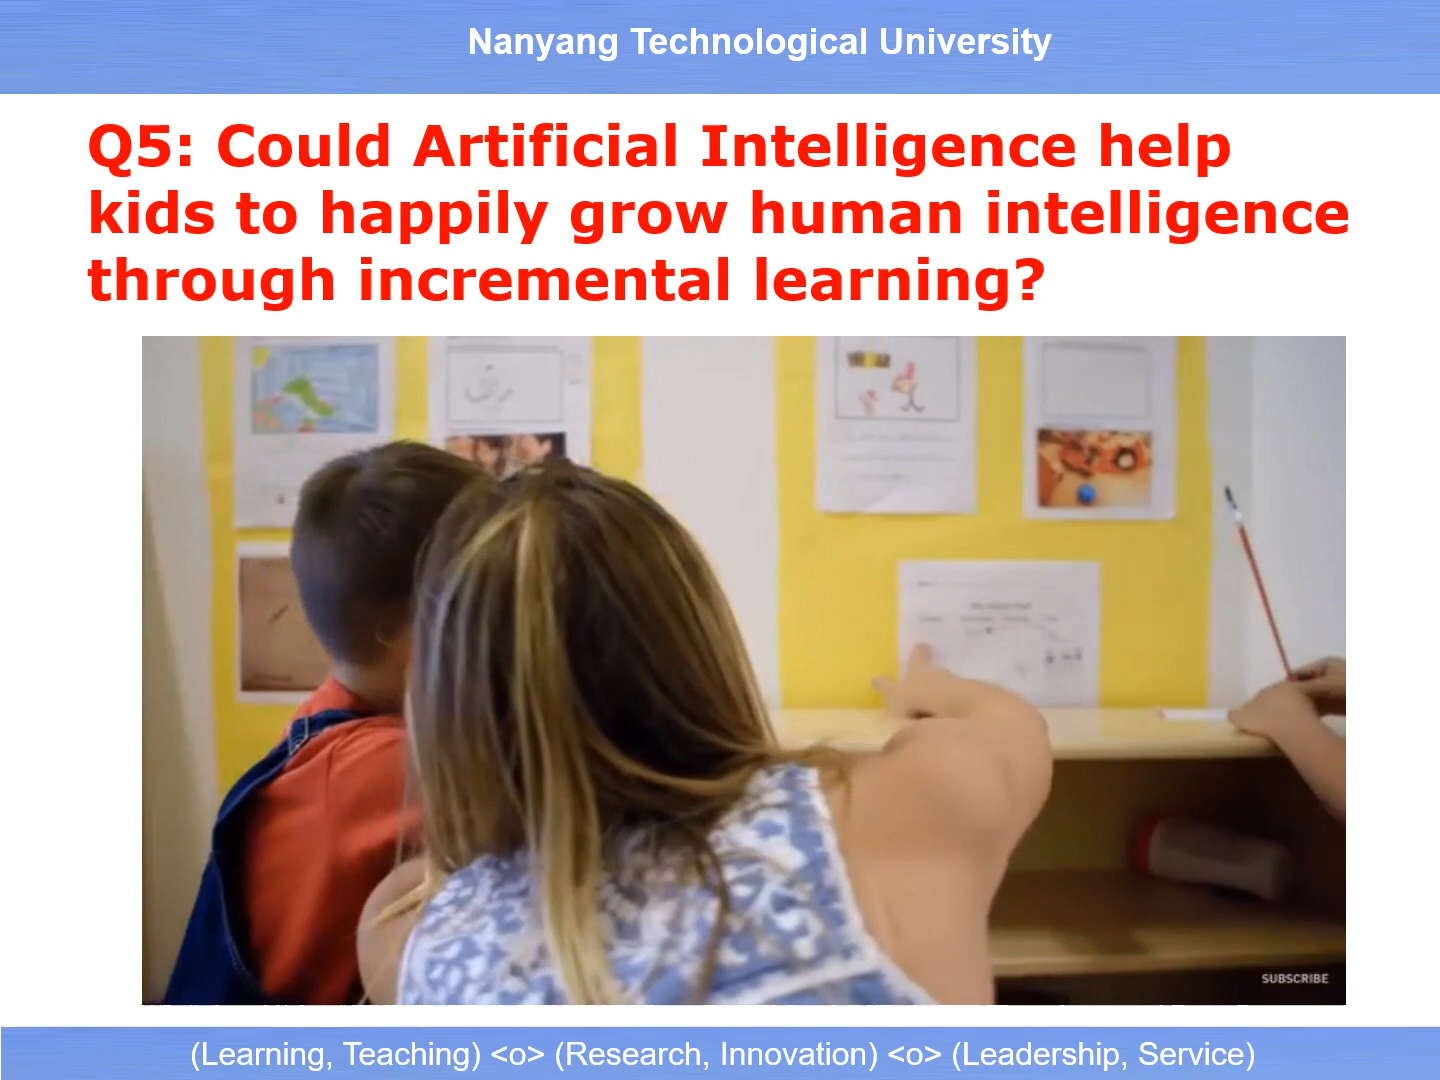 Nanyang Technological University
Q5: Could Artificial Intelligence help
kids to happily grow human intelligence
through incremental learning?
SUBSCRIBE
(Learning, Teaching) <o> (Research, Innovation) <o> (Leadership, Service)